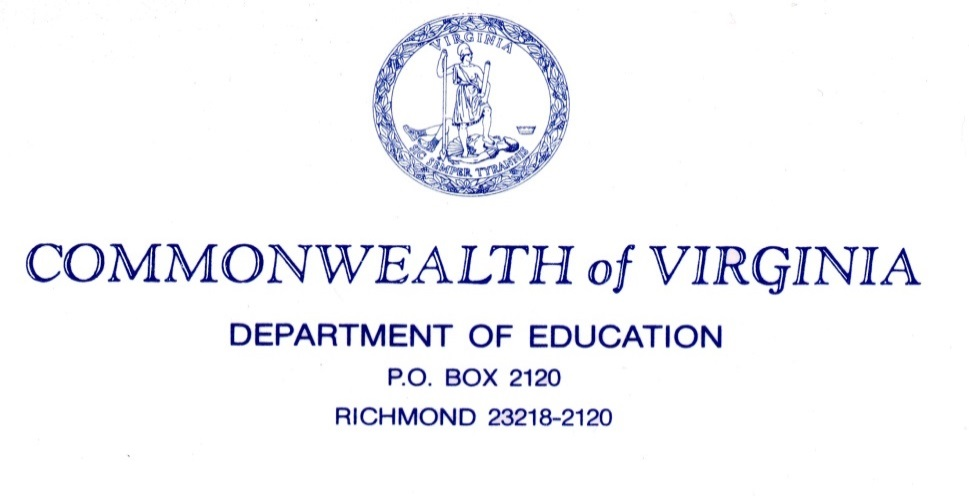 VIRGINIA
SIC SEMPER TYRANNIS
COMMONWEALTH of VIRGINIA
DEPARTMENT OF EDUCATION
P.O. BOX 2120
RICHMOND 23218-2120